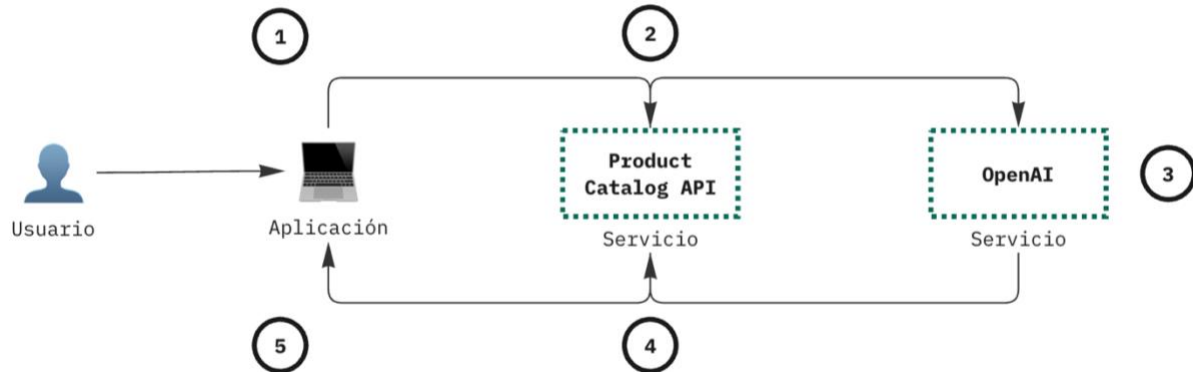 1
2
Product
Catalog API
OpenAI
3
Usuario
Aplicación
Servicio
Servicio
5
4